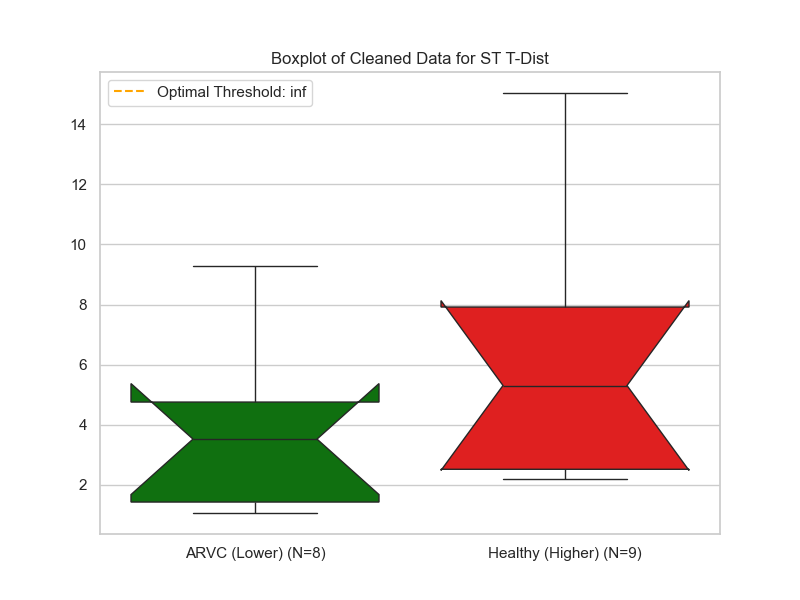 Boxplot of Cleaned Data for ST T-Dist
Optimal Threshold: inf
14
12
10
8
6
4
2
ARVC (Lower) (N=8)
Healthy (Higher) (N=9)